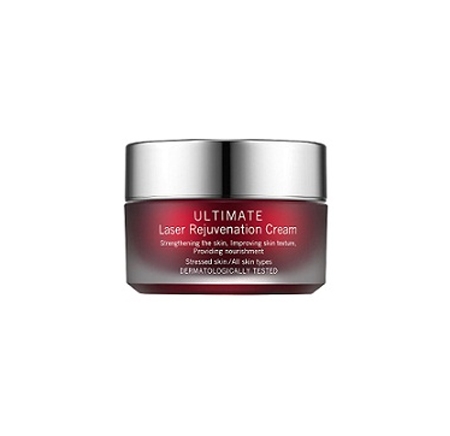 ULTIMATE
Laser Rejuvenation Cream
Strengthening the skin, Improving skin texture,
Providing nourishment
Stressed skin/All skin types
DERMATOLOGICALLY TESTED